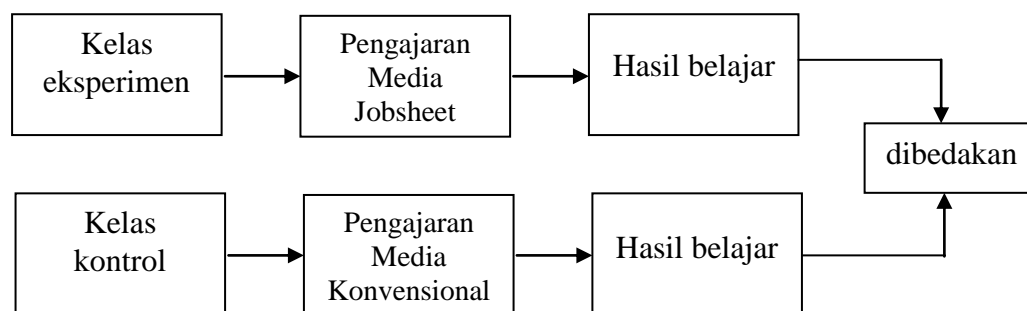 Kelas
eksperimen
Pengajaran
Media
Jobsheet
Hasil belajar
dibedakan
Kelas
kontrol
Pengajaran
Media
Konvensional
Hasil belajar